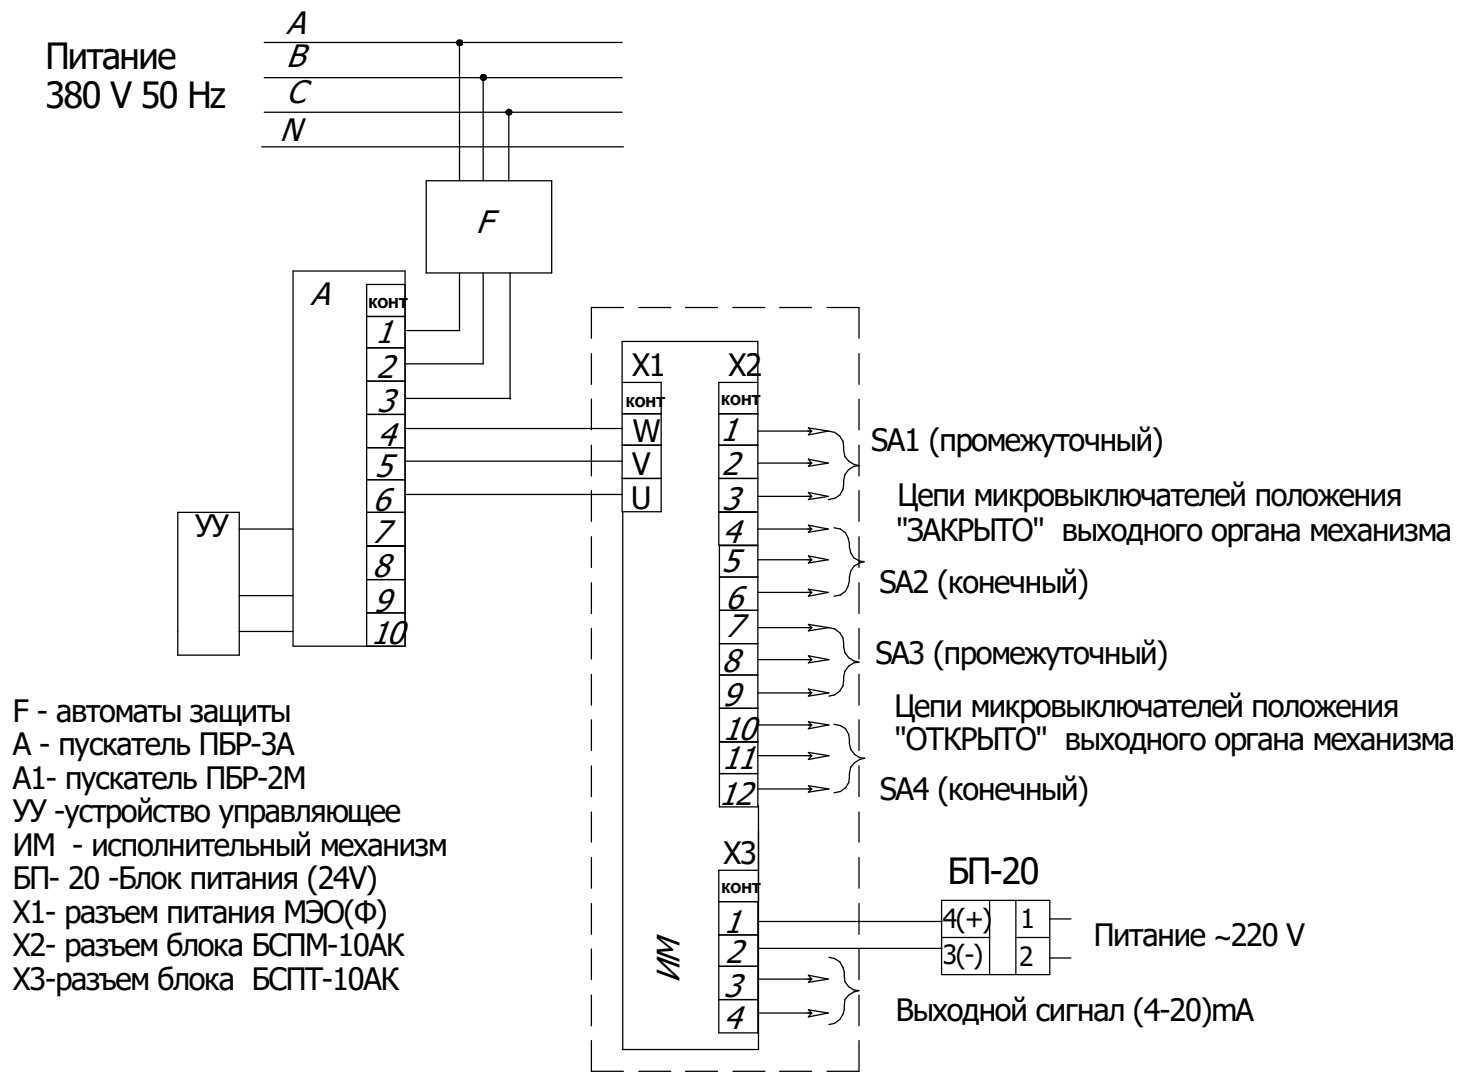 Питание
380 V 50 Hz
A
B
C
N
F
A
конт
1
2
3
4
5
6
7
8
9
10
УУ
X1
конт
W
V
U
X2
конт
1
2
3
4
5
6
7
8
9
10
11
12
SA1 (промежуточный)
Цепи микровыключателей положения
"ЗАКРЫТО" выходного органа механизма
SA2 (конечный)
SA3 (промежуточный)
Цепи микровыключателей положения
"ОТКРЫТО" выходного органа механизма
SA4 (конечный)
X3
конт
1
2
3
4
ИМ
БП-20
4(+) 1
3(-) 2
Питание ~220 V
Выходной сигнал (4-20)mA
F - автоматы защиты
А - пускатель ПБР-3А
А1- пускатель ПБР-2М
УУ -устройство управляющее
ИМ - исполнительный механизм
БП- 20 -Блок питания (24V)
X1- разъем питания МЭО(Ф)
X2- разъем блока БСПМ-10АК
X3-разъем блока БСПТ-10АК